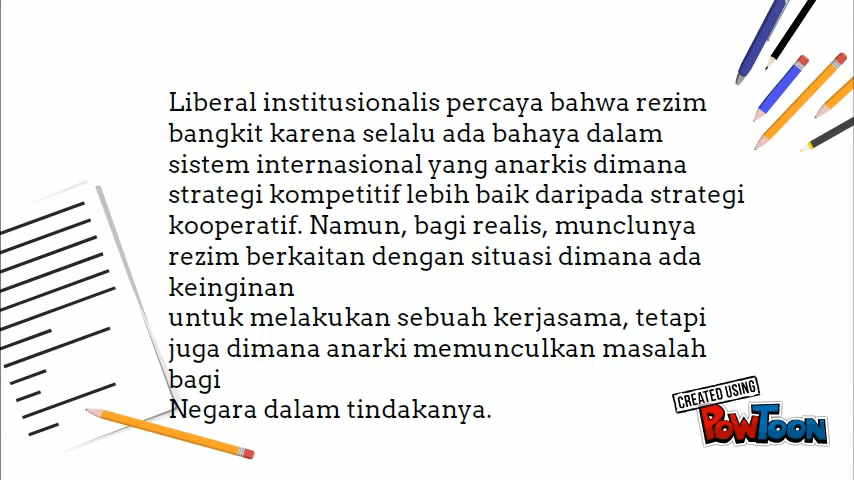 Liberal institusionalis percaya bahwa rezim
bangkit karena selalu ada bahaya dalam
sistem internasional yang anarkis dimana
strategi kompetitif lebih baik daripada strategi
kooperatif. Namun, bagi realis, munclunya
rezim berkaitan dengan situasi dimana ada
keinginan
untuk melakukan sebuah kerjasama, tetapi
juga dimana anarki memunculkan masalah
bagi
Negara dalam tindakanya.
CREATED USING
POWTOON